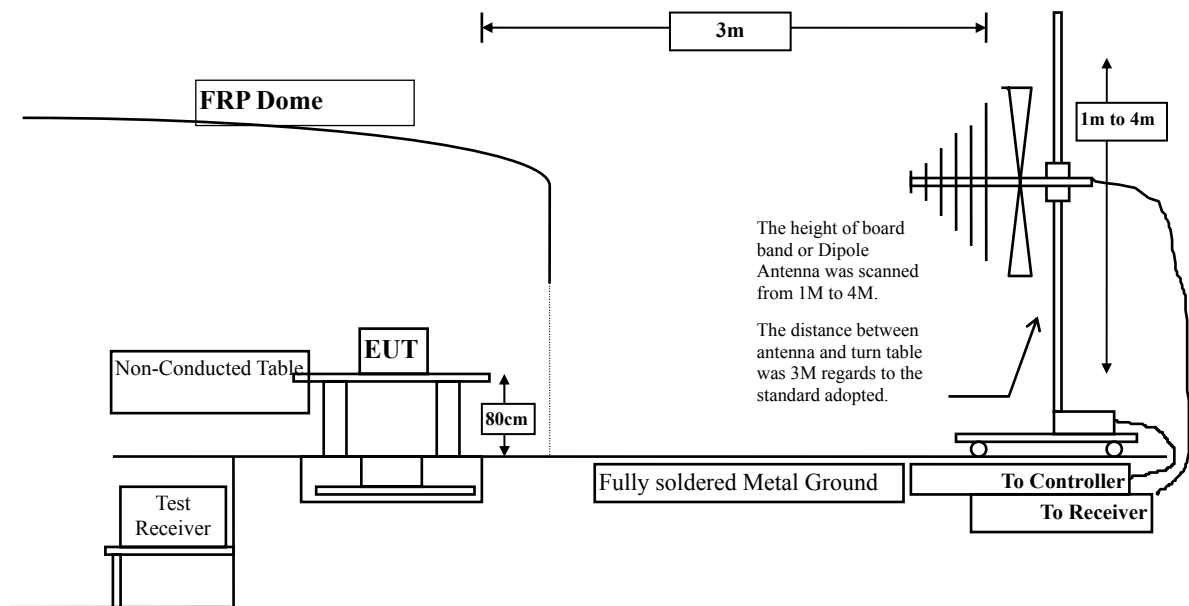 3m
FRP Dome
1m to 4m
The height of board
band or Dipole
Antenna was scanned
from 1M to 4M.
The distance between
antenna and turn table
was 3M regards to the
standard adopted.
EUT
Non-Conducted Table
80cm
Fully soldered Metal Ground
To Controller
To Receiver
Test
Receiver